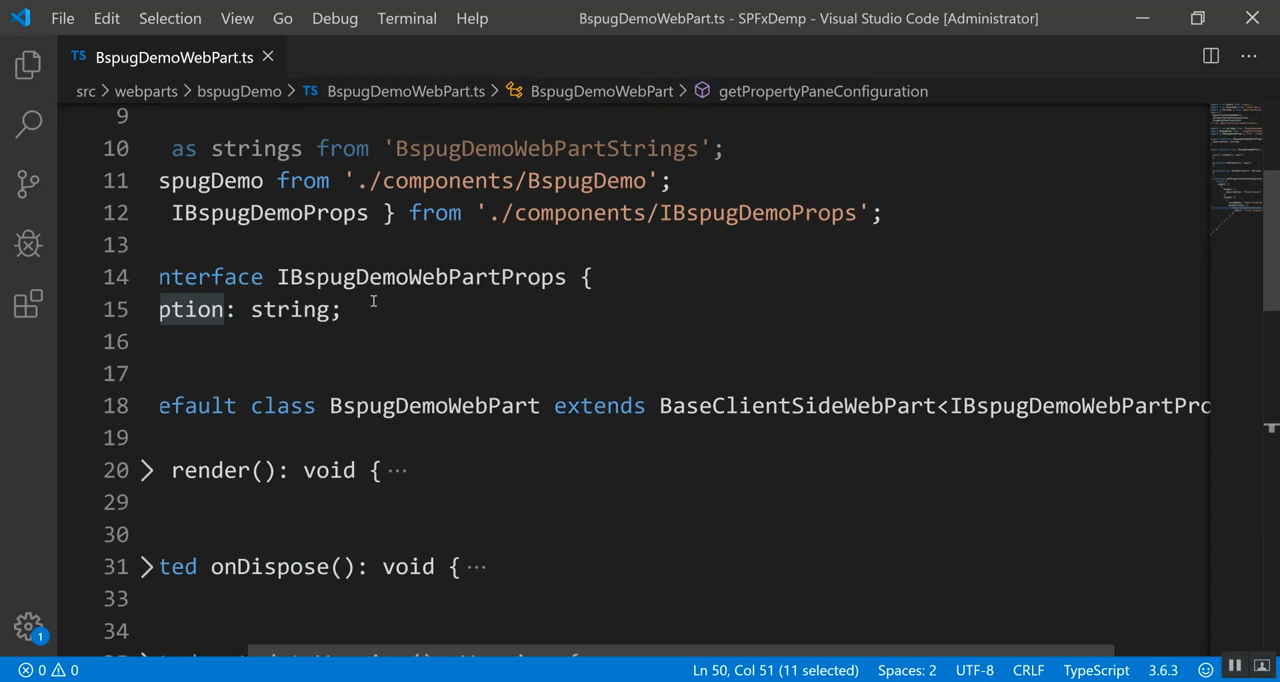 File Edit Selection View Go Debug Terminal Help BspugDemoWebPart.ts - SPFxDemp - Visual Studio Code [Administrator]
TS BspugDemoWebPart.ts
src > webparts > bspugDemo > TS BspugDemoWebPart.ts > BspugDemoWebPart > getPropertyPaneConfiguration
9
10 as strings from 'BspugDemoWebPartStrings';
11 spugDemo from './components/BspugDemo';
12 IBspugDemoProps } from './components/IBspugDemoProps';
13
14 nterface IBspugDemoWebPartProps {
15 ption: string;
16
17
18 efault class BspugDemoWebPart extends BaseClientSideWebPart<IBspugDemoWebPartPro
19
20 render(): void {···
29
30
31 ted onDispose(): void {···
33
34
1
0 0 Ln 50, Col 51 (11 selected) Spaces: 2 UTF-8 CRLF TypeScript 3.6.3